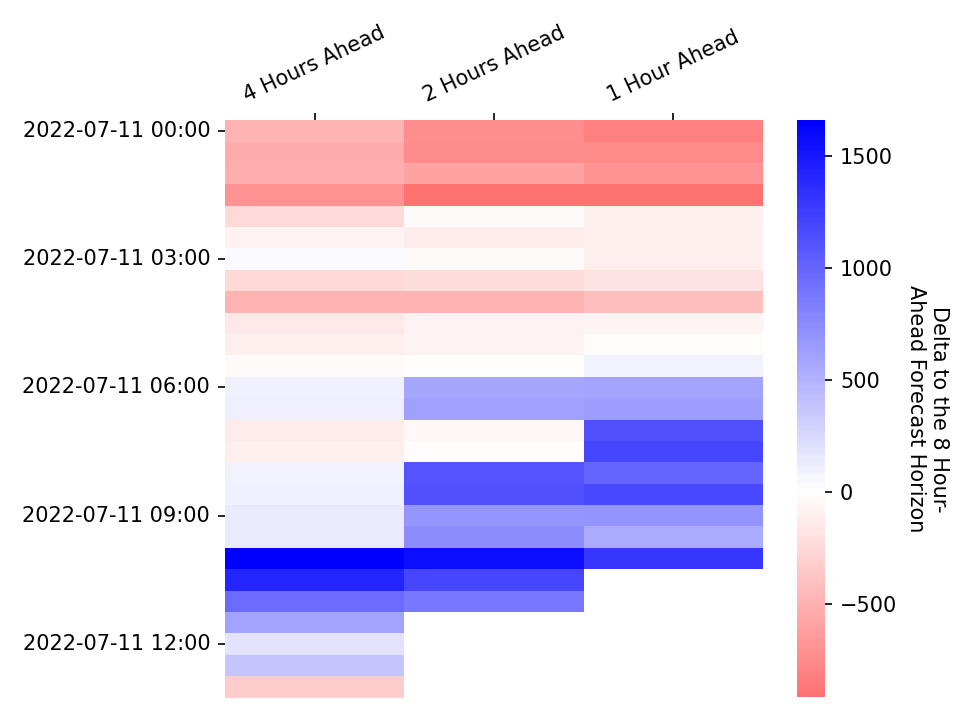 4 Hours Ahead
2 Hours Ahead
1 Hour Ahead
2022-07-11 00:00
2022-07-11 03:00
2022-07-11 06:00
2022-07-11 09:00
2022-07-11 12:00
1500
1000
500
0
−500
Delta to the 8 Hour-
Ahead Forecast Horizon